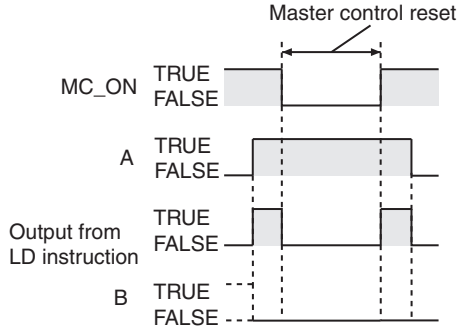 Master control reset
MC_ON
TRUE
FALSE
A
TRUE
FALSE
Output from
LD instruction
TRUE
FALSE
B
TRUE
FALSE